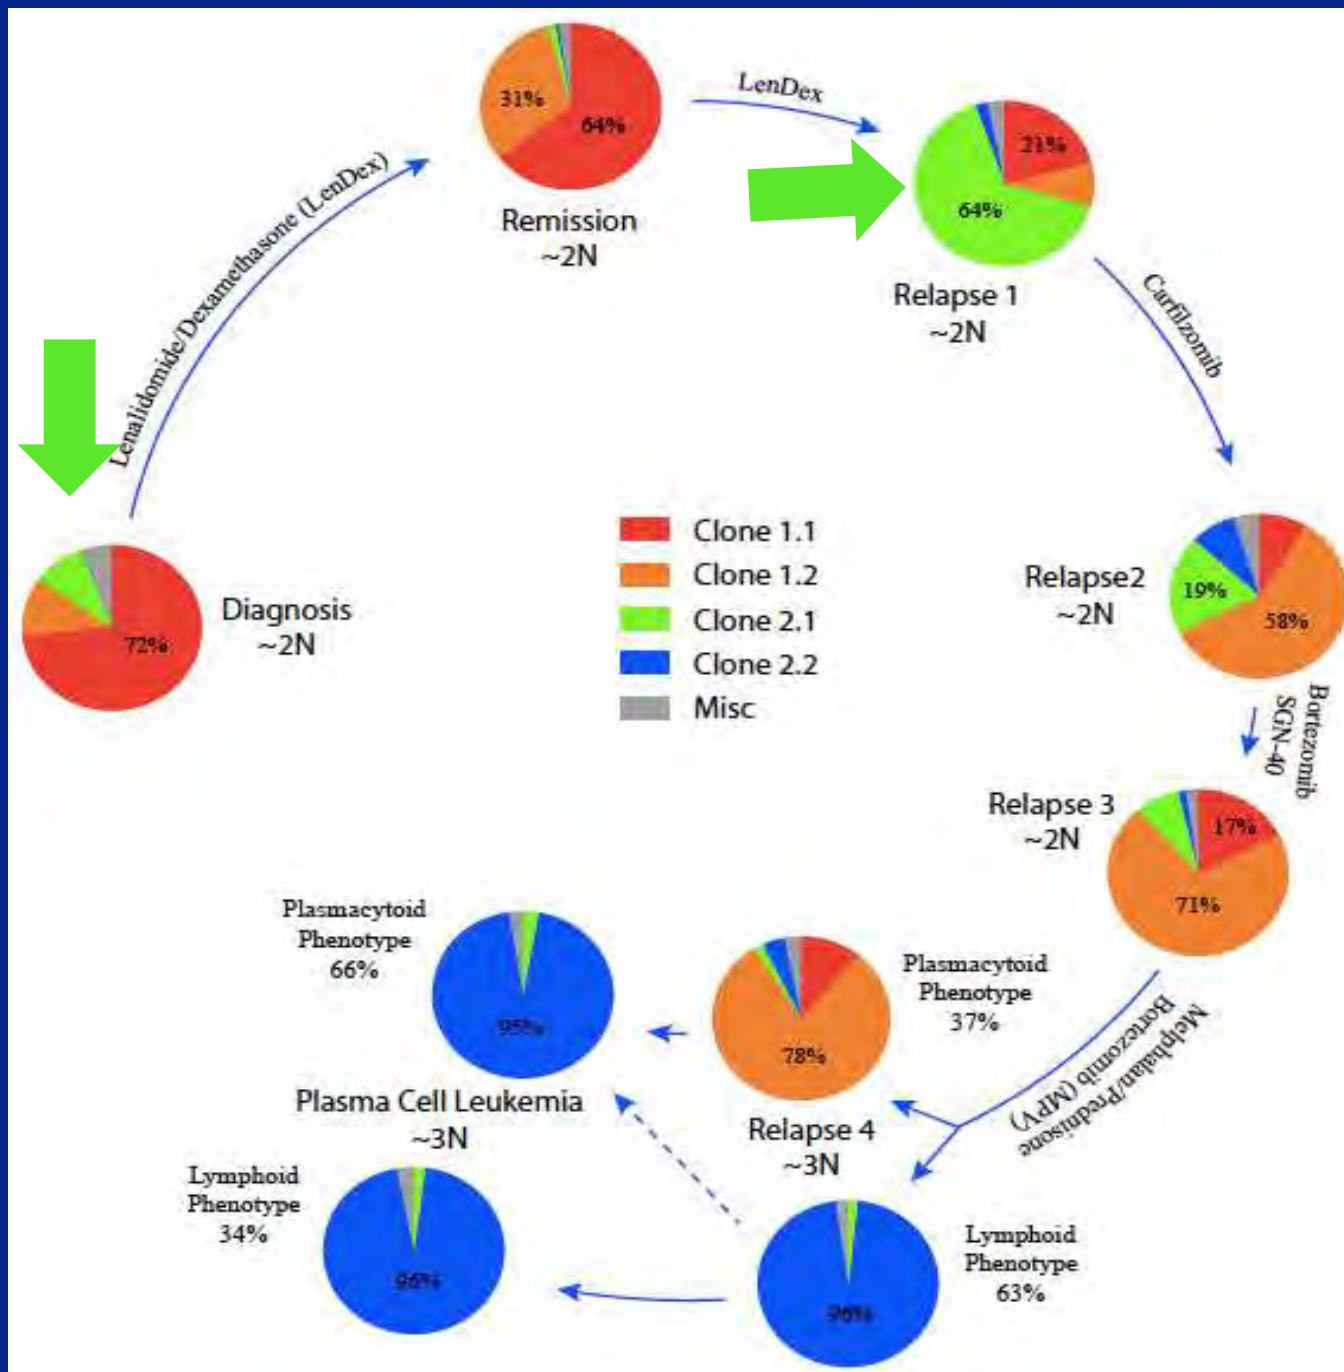 31%
64%
Remission
~2N
LenDex
21%
64%
Relapse 1
~2N
Lenalidomide/Dexamethasone (LenDex)
Carfilzomib
72%
Diagnosis
~2N
Clone 1.1
Clone 1.2
Clone 2.1
Clone 2.2
Misc
Relapse2
~2N
19%
58%
Bortezomib
SGN-40
Relapse 3
~2N
17%
71%
Melphalan/Prednisone
Bortezomib (MPV)
Plasmacytoid
Phenotype
66%
95%
Plasma Cell Leukemia
~3N
Plasmacytoid
Phenotype
37%
78%
Relapse 4
~3N
Lymphoid
Phenotype
34%
96%
Lymphoid
Phenotype
63%
96%